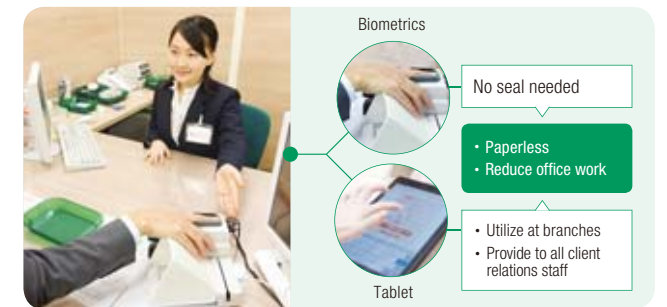 Biometrics
No seal needed
• Paperless
• Reduce office work
• Utilize at branches
• Provide to all client
relations staff
Tablet